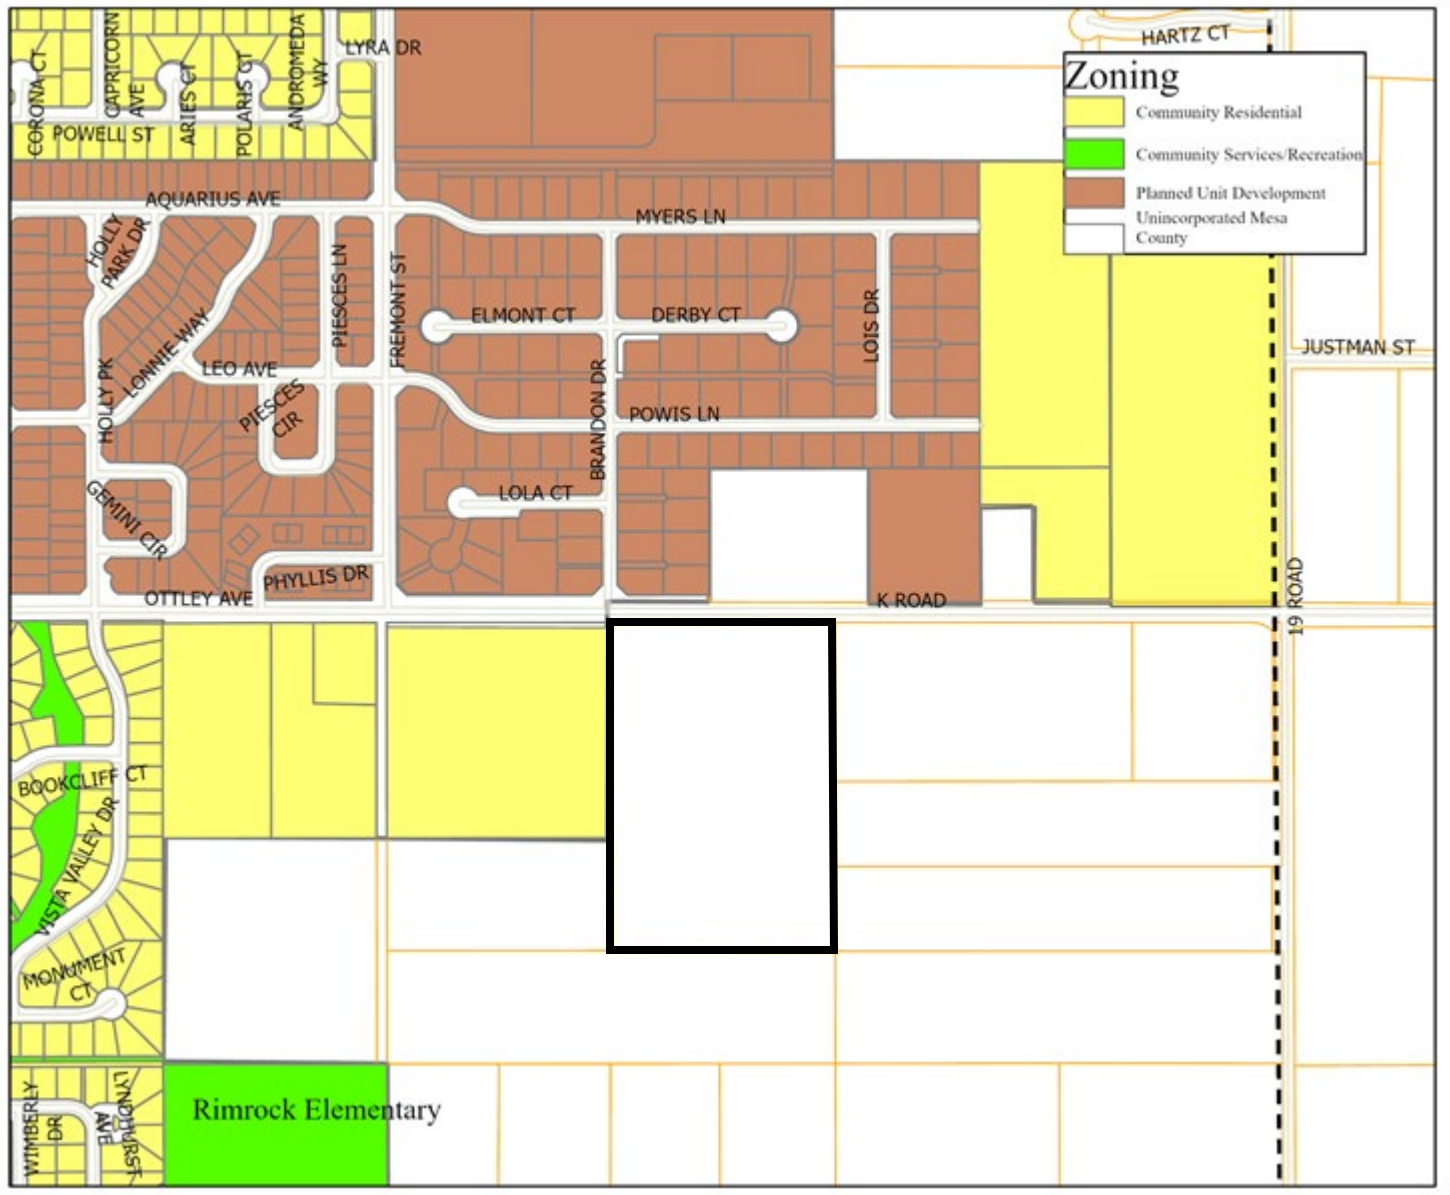 HARTZ CT
LYRA DR
CORONA CT
CAPRICORN
AVE
ARIES CT
POLARIS CT
ANDROMEDA
WY
POWELL ST
Zoning
Community Residential
Community Services/Recreation
Planned Unit Development
Unincorporated Mesa
County
AQUARIUS AVE
MYERS LN
HOLLY
PARK DR
PIESCES LN
FREMONT ST
ELMONT CT
DERBY CT
LOIS DR
JUSTMAN ST
LONNIE WAY
LEO AVE
HOLLY PK
PIESCES
CIR
BRANDON DR
POWIS LN
GEMINI CIR
LOLA CT
PHYLLIS DR
OTTLEY AVE
K ROAD
19 ROAD
BOOKCLIFF CT
VISTA VALLEY DR
MONUMENT
CT
WIMBERLY
DR
LYNDHURST
AVE
Rimrock Elementary